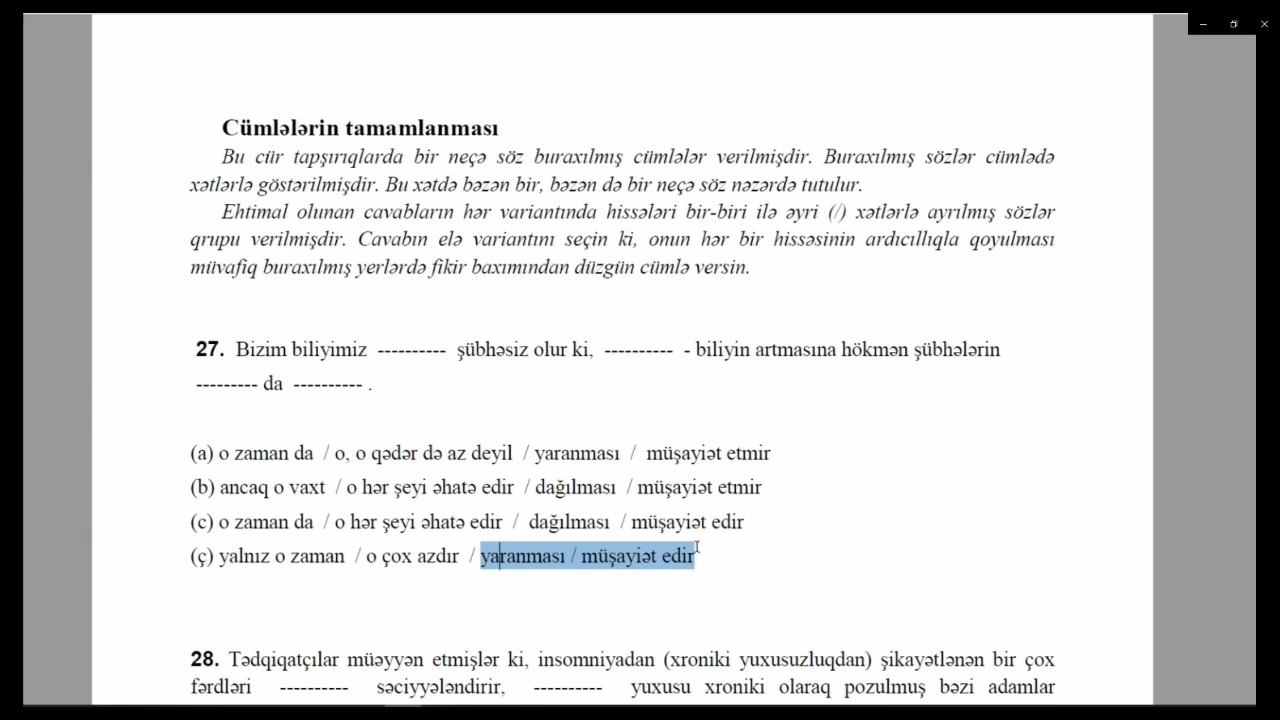 Cümlələrin tamamlanması
Bu cür tapşırıqlarda bir neçə söz buraxılmış cümlələr verilmişdir. Buraxılmış sözlər cümlədə
xətlərlə göstərilmişdir. Bu xətdə bəzən bir, bəzən də bir neçə söz nəzərdə tutulur.
Ehtimal olunan cavabların hər variantında hissələri bir-biri ilə əyri (/) xətlərlə ayrılmış sözlər
qrupu verilmişdir. Cavabın elə variantını seçin ki, onun hər bir hissəsinin ardıcıllıqla qoyulması
müvafiq buraxılmış yerlərdə fikir baxımından düzgün cümlə versin.
27. Bizim biliyimiz ---------- şübhəsiz olur ki, ---------- - biliyin artmasına hökmən şübhələrin
--------- da ---------- .
(a) o zaman da / o, o qədər də az deyil / yaranması / müşayiət etmir
(b) ancaq o vaxt / o hər şeyi əhatə edir / dağılması / müşayiət etmir
(c) o zaman da / o hər şeyi əhatə edir / dağılması / müşayiət edir
(ç) yalnız o zaman / o çox azdır / yaranması / müşayiət edir
28. Tədqiqatçılar müəyyən etmişlər ki, insomniyadan (xroniki yuxusuzluqdan) şikayətlənən bir çox
fərdləri ---------- səciyyələndirir, ---------- yuxusu xroniki olaraq pozulmuş bəzi adamlar